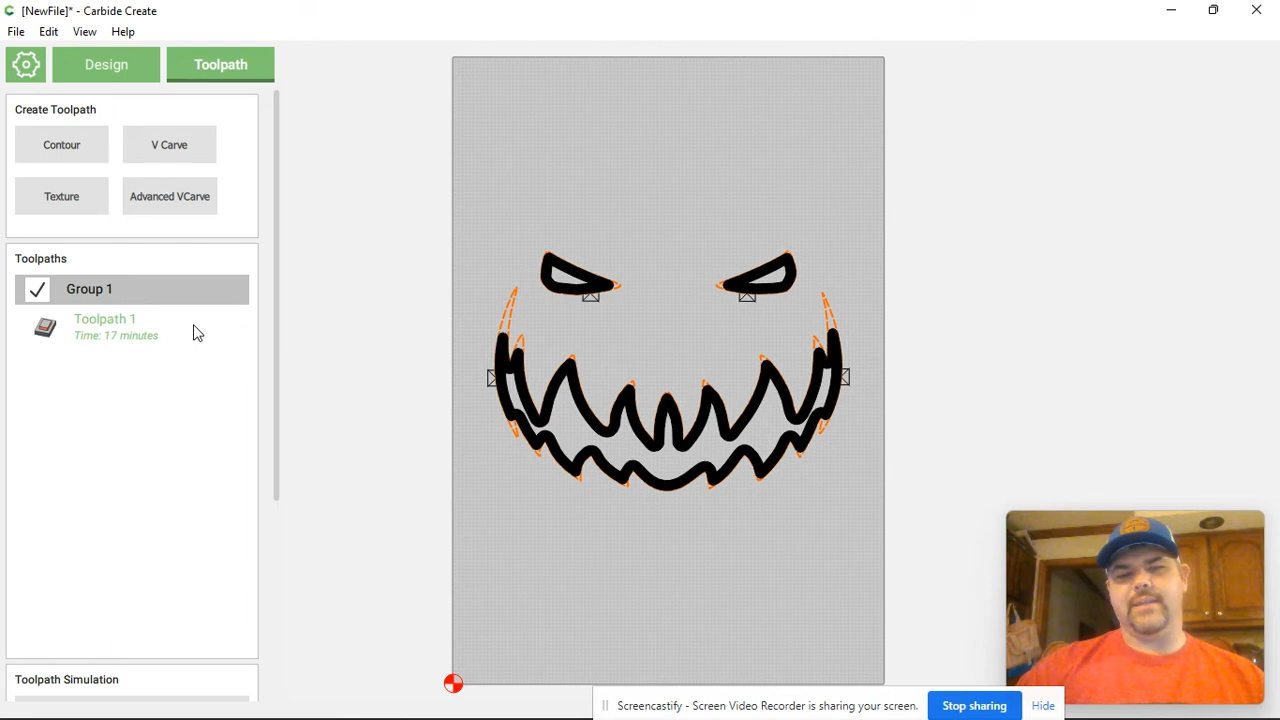 [NewFile]* - Carbide Create
File Edit View Help
Design Toolpath
Create Toolpath
Contour V Carve
Texture Advanced VCarve
Toolpaths
Group 1
Toolpath 1
Time: 17 minutes
Toolpath Simulation
Screencastify - Screen Video Recorder is sharing your screen. Stop sharing Hide